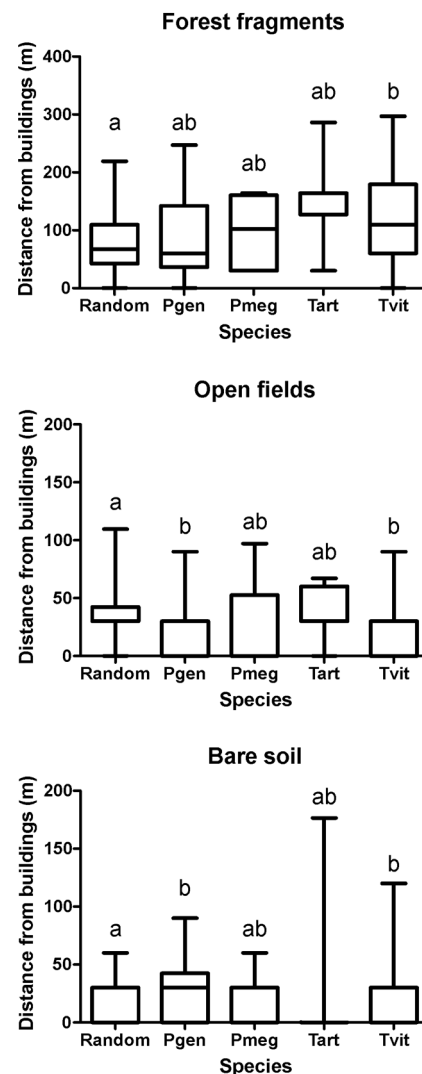 Forest fragments
Distance from buildings (m)
400
300
200
100
0
a
ab
ab
ab
b
Random Pgen Pmeg Tart Tvit
Species
Open fields
Distance from buildings (m)
200
150
100
50
0
a
b
ab
ab
b
Random Pgen Pmeg Tart Tvit
Species
Bare soil
Distance from buildings (m)
200
150
100
50
0
a
b
ab
ab
b
Random Pgen Pmeg Tart Tvit
Species